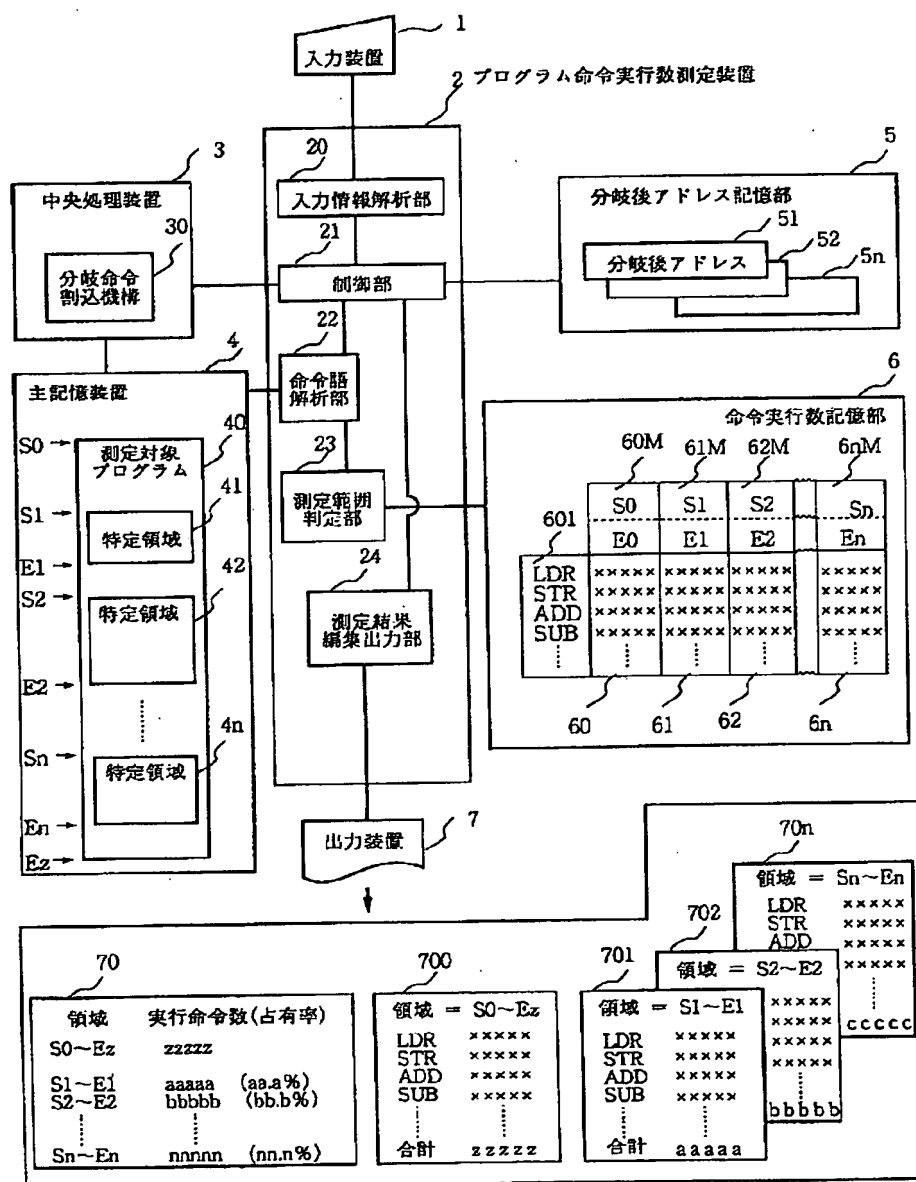 1
入力装置
2 プログラム命令実行数測定装置
3
中央処理装置
30
分岐命令
割込機構
20
入力情報解析部
21
制御部
22
命令語
解析部
23
測定範囲
判定部
24
測定結果
編集出力部
5
分岐後アドレス記憶部
51
分岐後アドレス
52
5n
4
主記憶装置
40
測定対象
プログラム
41
特定領域
42
特定領域
4n
特定領域
S0
S1
E1
S2
E2
Sn
En
Ez
6
命令実行数記憶部
60M 61M 62M 6nM
S0 S1 S2 Sn
E0 E1 E2 En
601
LDR ××××× ××××× ××××× ×××××
STR ××××× ××××× ××××× ×××××
ADD ××××× ××××× ××××× ×××××
SUB ××××× ××××× ××××× ×××××
60 61 62 6n
7
出力装置
70
領域 実行命令数(占有率)
S0~Ez zzzzz
S1~E1 aaaaa (aa.a%)
S2~E2 bbbbb (bb.b%)
Sn~En nnnnn (nn.n%)
700
領域 = S0~Ez
LDR ×××××
STR ×××××
ADD ×××××
SUB ×××××
合計 zzzzz
701
領域 = S1~E1
LDR ×××××
STR ×××××
ADD ×××××
SUB ×××××
合計 aaaaa
702
領域 = S2~E2
×××××
×××××
×××××
×××××
bbbbb
70n
領域 = Sn~En
LDR ×××××
STR ×××××
ADD ×××××
×××××
ccccc